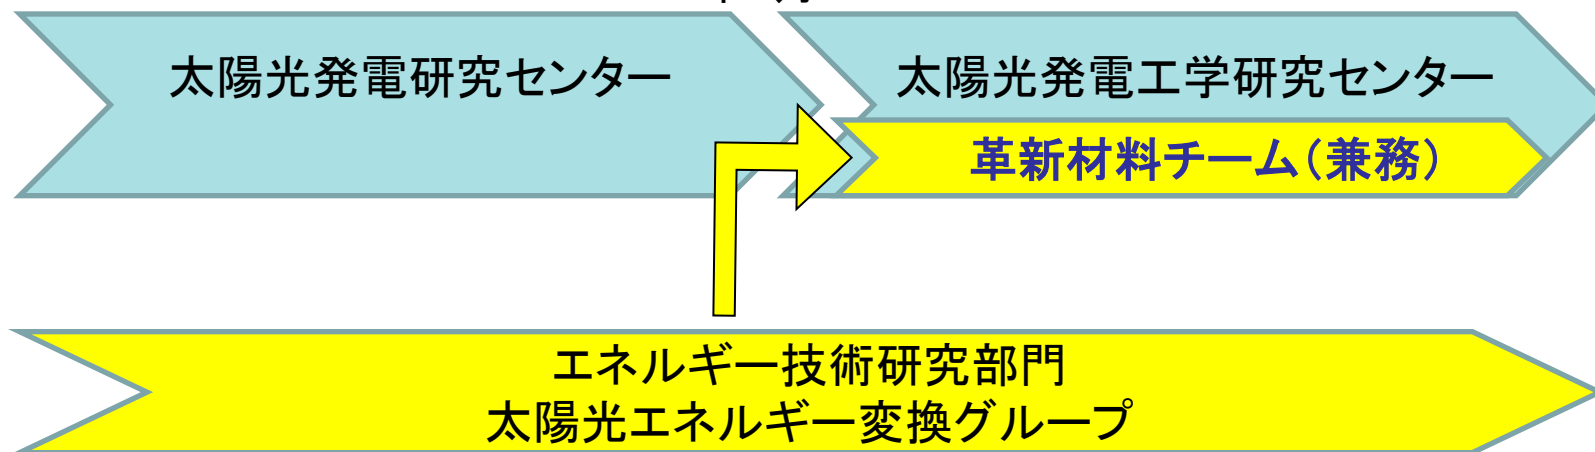 太陽光発電研究センター
太陽光発電工学研究センター
革新材料チーム(兼務)
エネルギー技術研究部門
太陽光エネルギー変換グループ